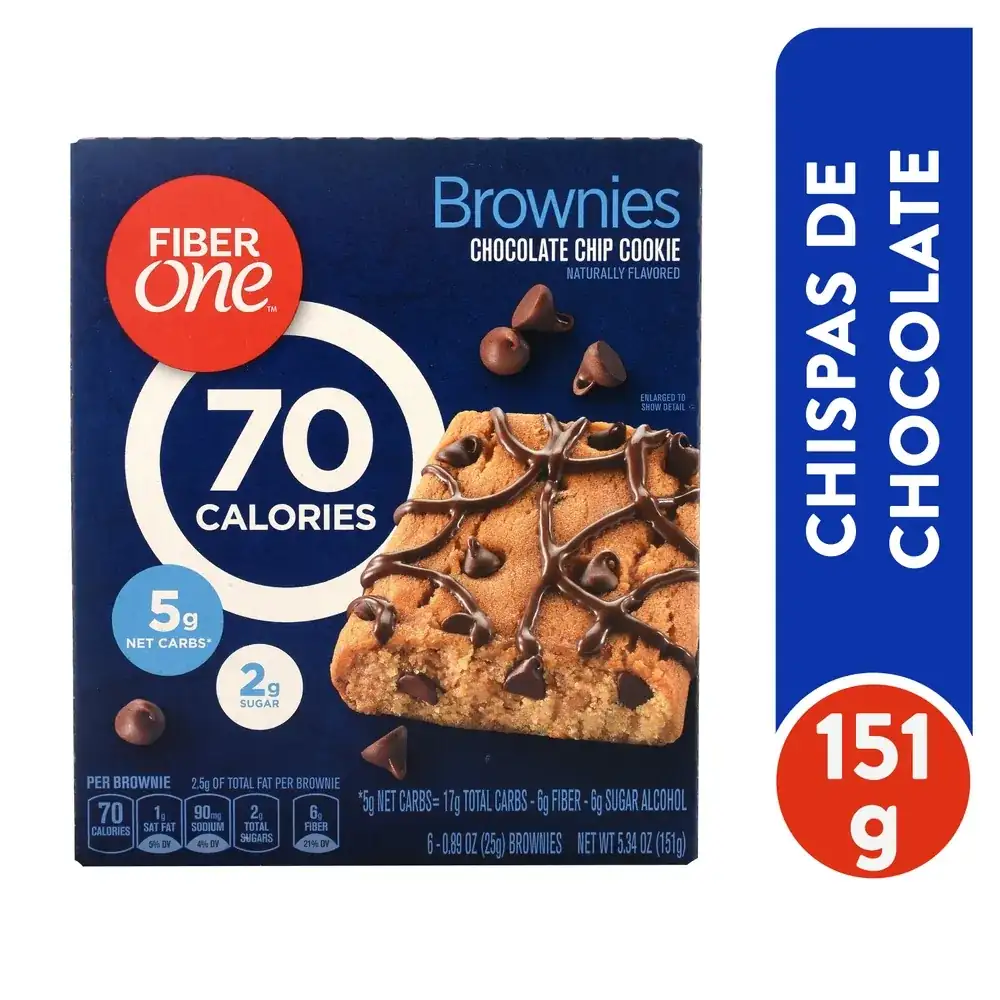 FIBER
One™
Brownies
CHOCOLATE CHIP COOKIE
NATURALLY FLAVORED
70
CALORIES
ENLARGED TO
SHOW DETAIL
5g
NET CARBS*
2g
SUGAR
PER BROWNIE 2.5g OF TOTAL FAT PER BROWNIE
70
CALORIES
1g
SAT FAT
5% DV
90mg
SODIUM
4% DV
2g
TOTAL
SUGARS
6g
FIBER
21% DV
*5g NET CARBS= 17g TOTAL CARBS - 6g FIBER - 6g SUGAR ALCOHOL
6 - 0.89 OZ (25g) BROWNIES NET WT 5.34 OZ (151g)
CHISPAS DE
CHOCOLATE
151
g